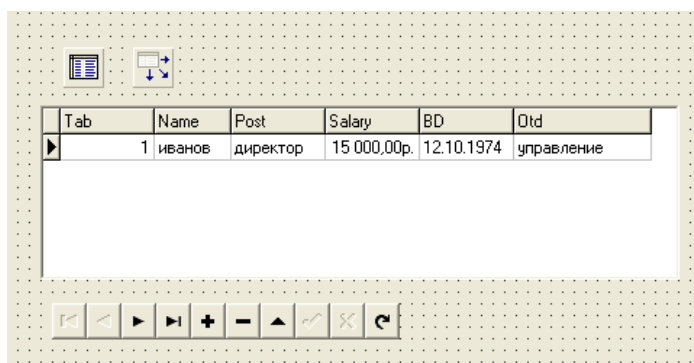 Tab Name Post Salary BD Otd
1 иванов директор 15 000,00р. 12.10.1974 управление